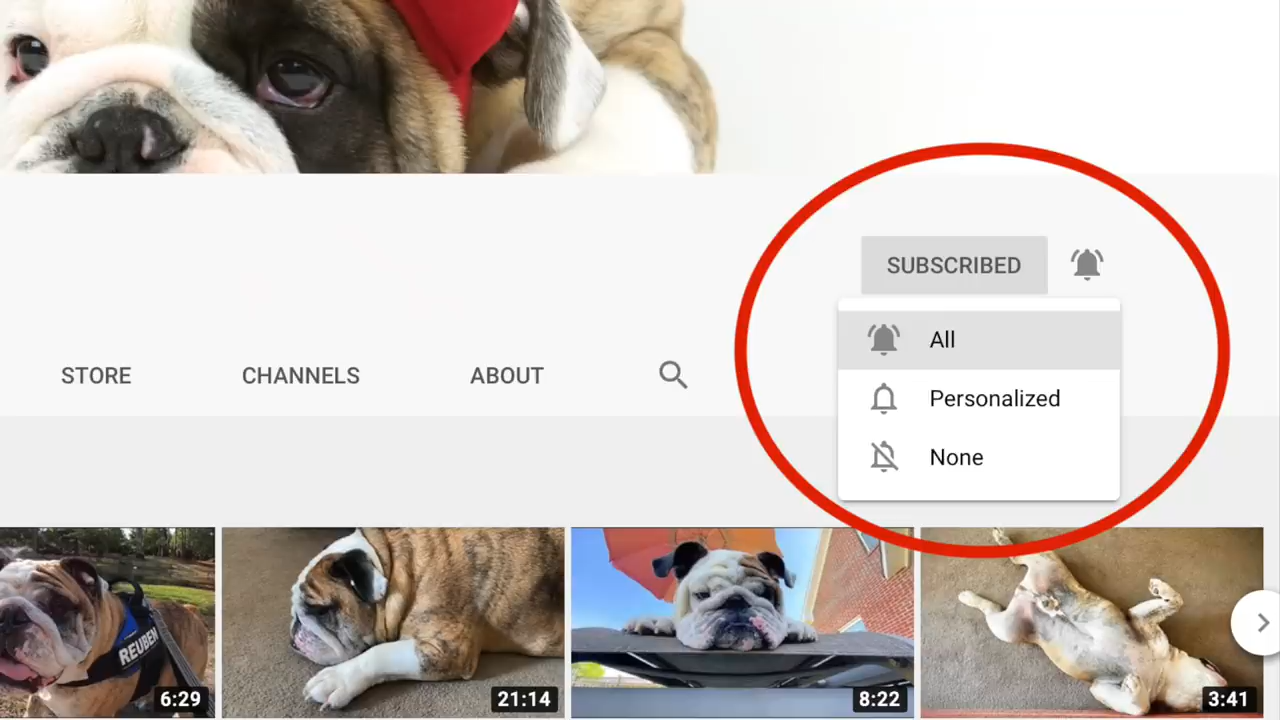 SUBSCRIBED
All
STORE CHANNELS ABOUT
Personalized
None
REUBEN
6:29 21:14 8:22 3:41